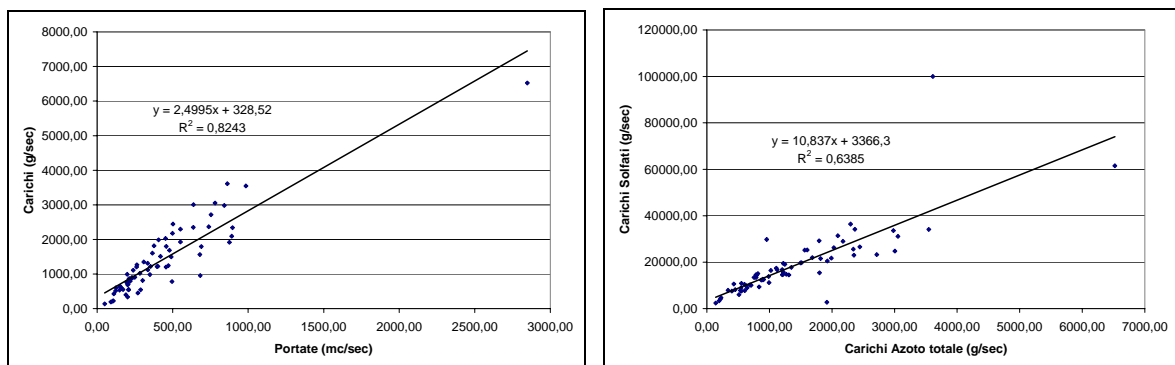 8000,00
7000,00
6000,00
5000,00
4000,00
3000,00
2000,00
1000,00
0,00
Carichi (g/sec)
y = 2,4995x + 328,52
R² = 0,8243
0,00 500,00 1000,00 1500,00 2000,00 2500,00 3000,00
Portate (mc/sec)
120000,00
100000,00
80000,00
60000,00
40000,00
20000,00
0,00
Carichi Solfati (g/sec)
y = 10,837x + 3366,3
R² = 0,6385
0,00 1000,00 2000,00 3000,00 4000,00 5000,00 6000,00 7000,00
Carichi Azoto totale (g/sec)